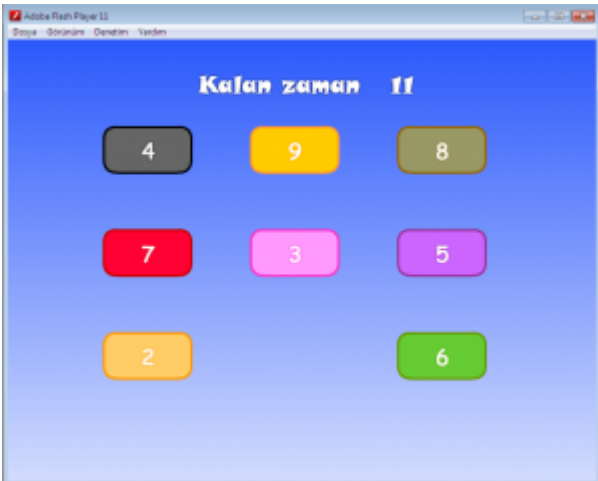 Adobe Flash Player 11
Dosya Görünüm Denetim Yardım
Kalan zaman 11
4 9 8
7 3 5
2 6